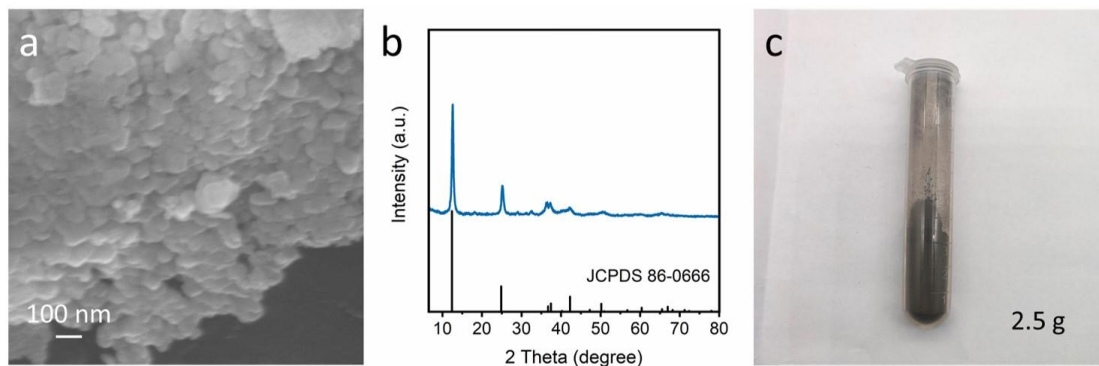 a
100 nm
b
Intensity (a.u.)
JCPDS 86-0666
10 20 30 40 50 60 70 80
2 Theta (degree)
c
2.5 g